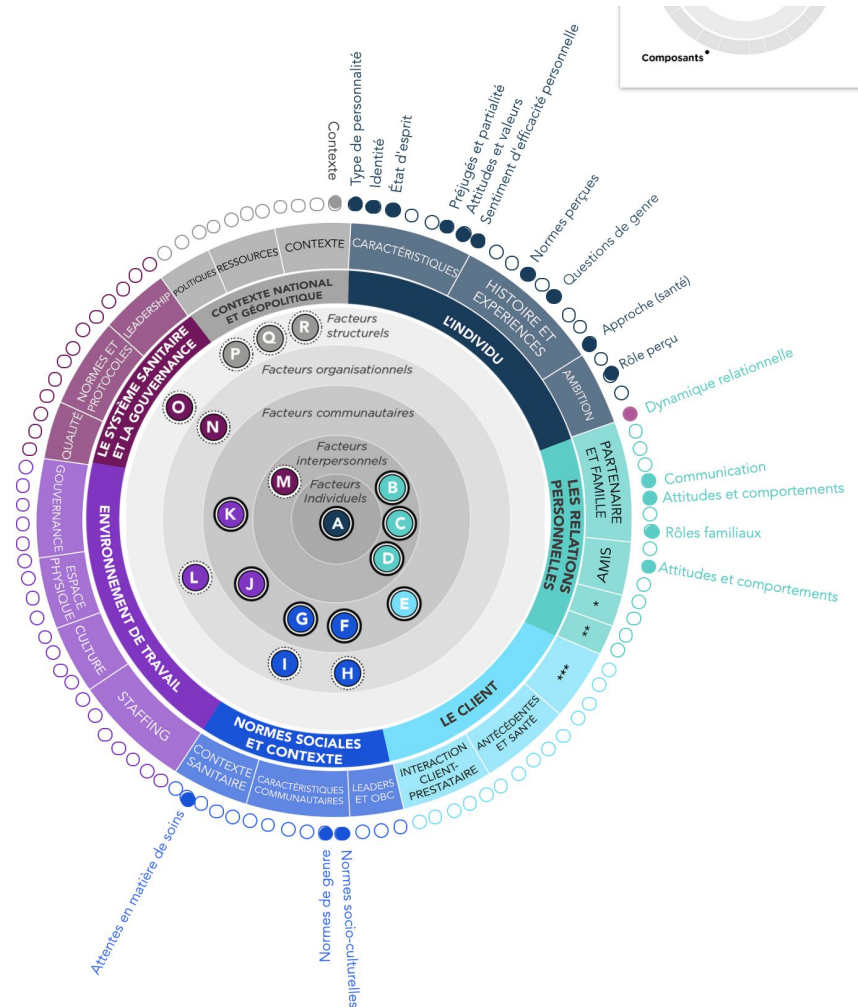 Composants
Contexte
Type de personnalité
Identité
État d'esprit
Préjugés et partialité
Attitudes et valeurs
Sentiment d'efficacité personnelle
Normes perçues
Questions de genre
Approche (santé)
Rôle perçu
Dynamique relationnelle
Communication
Attitudes et comportements
Rôles familiaux
Attitudes et comportements
Normes socio-culturelles
Normes de genre
Attentes en matière de soins
CARACTÉRISTIQUES
HISTOIRE ET
EXPERIENCES
AMBITION
PARTENAIRE
ET FAMILLE
AMIS
*
**
***
ANTÉCÉDENTES
ET SANTÉ
INTERACTION
CLIENT-
PRESTATAIRE
LEADERS
ET OBC
CARACTÉRISTIQUES
COMMUNAUTAIRES
CONTEXTE
SANITAIRE
STAFFING
CULTURE
ESPACE
PHYSIQUE
GOUVERNANCE
QUALITÉ
NORMES ET
PROTOCOLES
LEADERSHIP
POLITIQUES
RESSOURCES
CONTEXTE
L'INDIVIDU
LES RELATIONS
PERSONNELLES
LE CLIENT
NORMES SOCIALES
ET CONTEXTE
ENVIRONNEMENT DE TRAVAIL
LE SYSTÈME SANITAIRE
ET LA GOUVERNANCE
CONTEXTE NATIONAL
ET GÉOPOLITIQUE
Facteurs
structurels
Facteurs organisationnels
Facteurs communautaires
Facteurs
interpersonnels
Facteurs
Individuels
R
Q
P
O
N
M
B
A
C
K
D
L
J
E
G
F
I
H